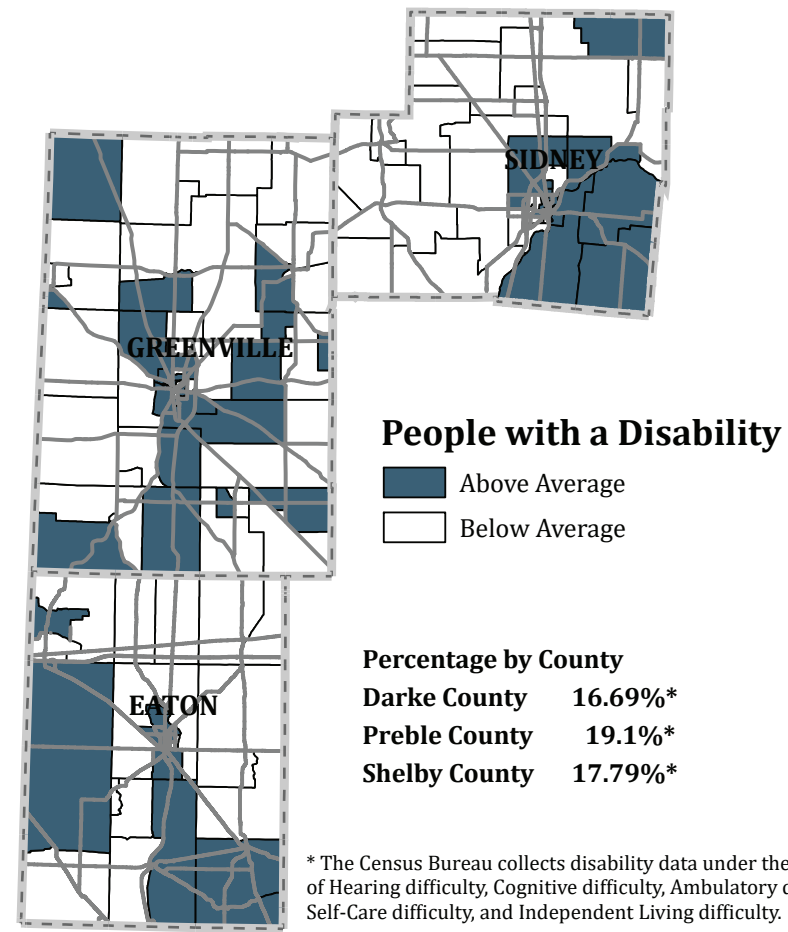 SIDNEY
GREENVILLE
People with a Disability
Above Average
Below Average
EATON
Percentage by County
Darke County 16.69%*
Preble County 19.1%*
Shelby County 17.79%*
* The Census Bureau collects disability data under the
of Hearing difficulty, Cognitive difficulty, Ambulatory
Self-Care difficulty, and Independent Living difficulty.